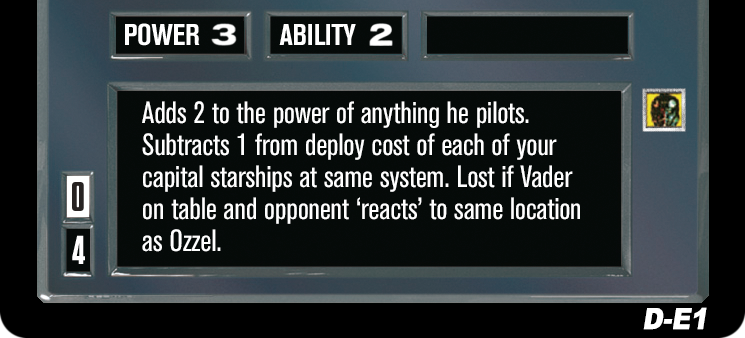 POWER 3 ABILITY 2
Adds 2 to the power of anything he pilots.
Subtracts 1 from deploy cost of each of your
capital starships at same system. Lost if Vader
on table and opponent ‘reacts’ to same location
as Ozzel.
0
4
D-E1